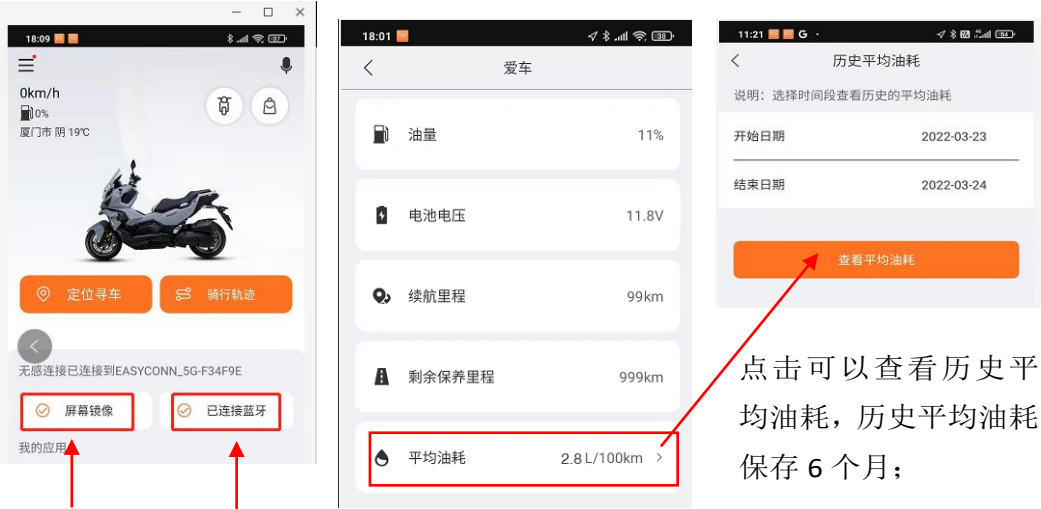 18:09
37
0km/h
0%
厦门市 阴 19℃
定位寻车
骑行轨迹
无感连接已连接到EASYCONN_5G-F34F9E
屏幕镜像
已连接蓝牙
我的应用
18:01
38
爱车
油量
11%
电池电压
11.8V
续航里程
99km
剩余保养里程
999km
平均油耗
2.8 L/100km
11:21
G
54
历史平均油耗
说明：选择时间段查看历史的平均油耗
开始日期
2022-03-23
结束日期
2022-03-24
查看平均油耗
点击可以查看历史平
均油耗，历史平均油耗
保存 6 个月；